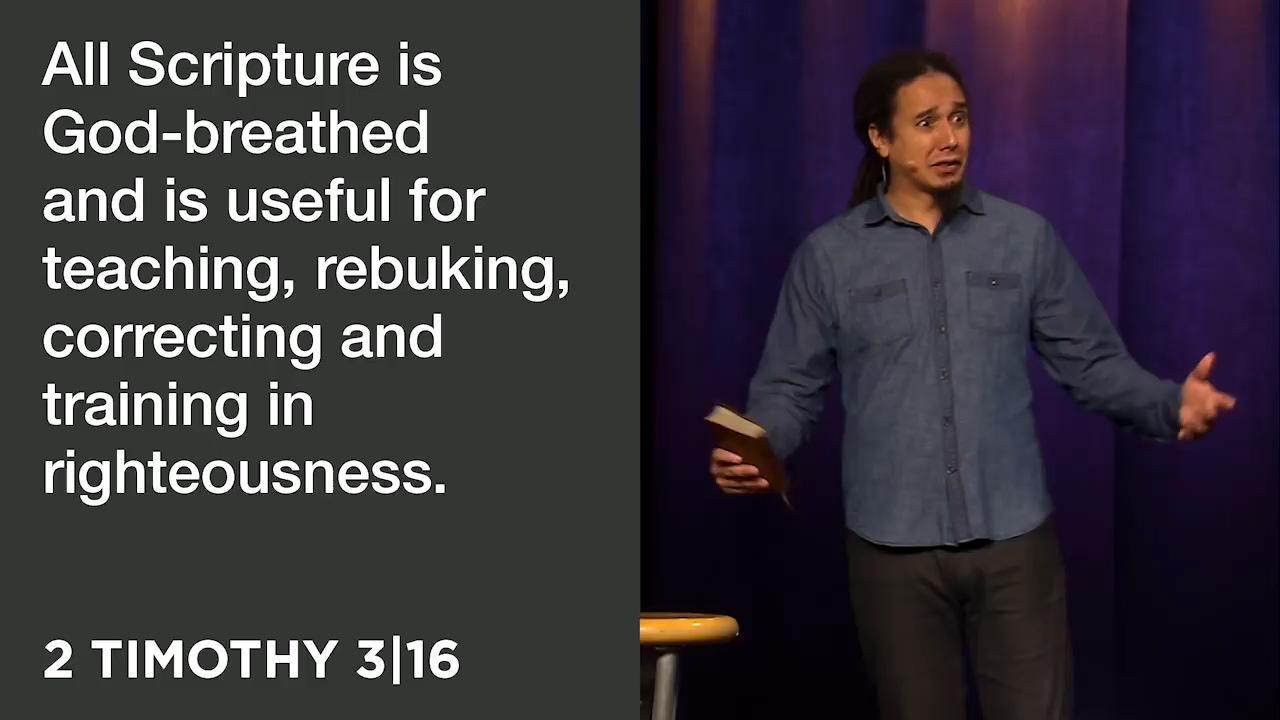 All Scripture is
God-breathed
and is useful for
teaching, rebuking,
correcting and
training in
righteousness.
2 TIMOTHY 3|16